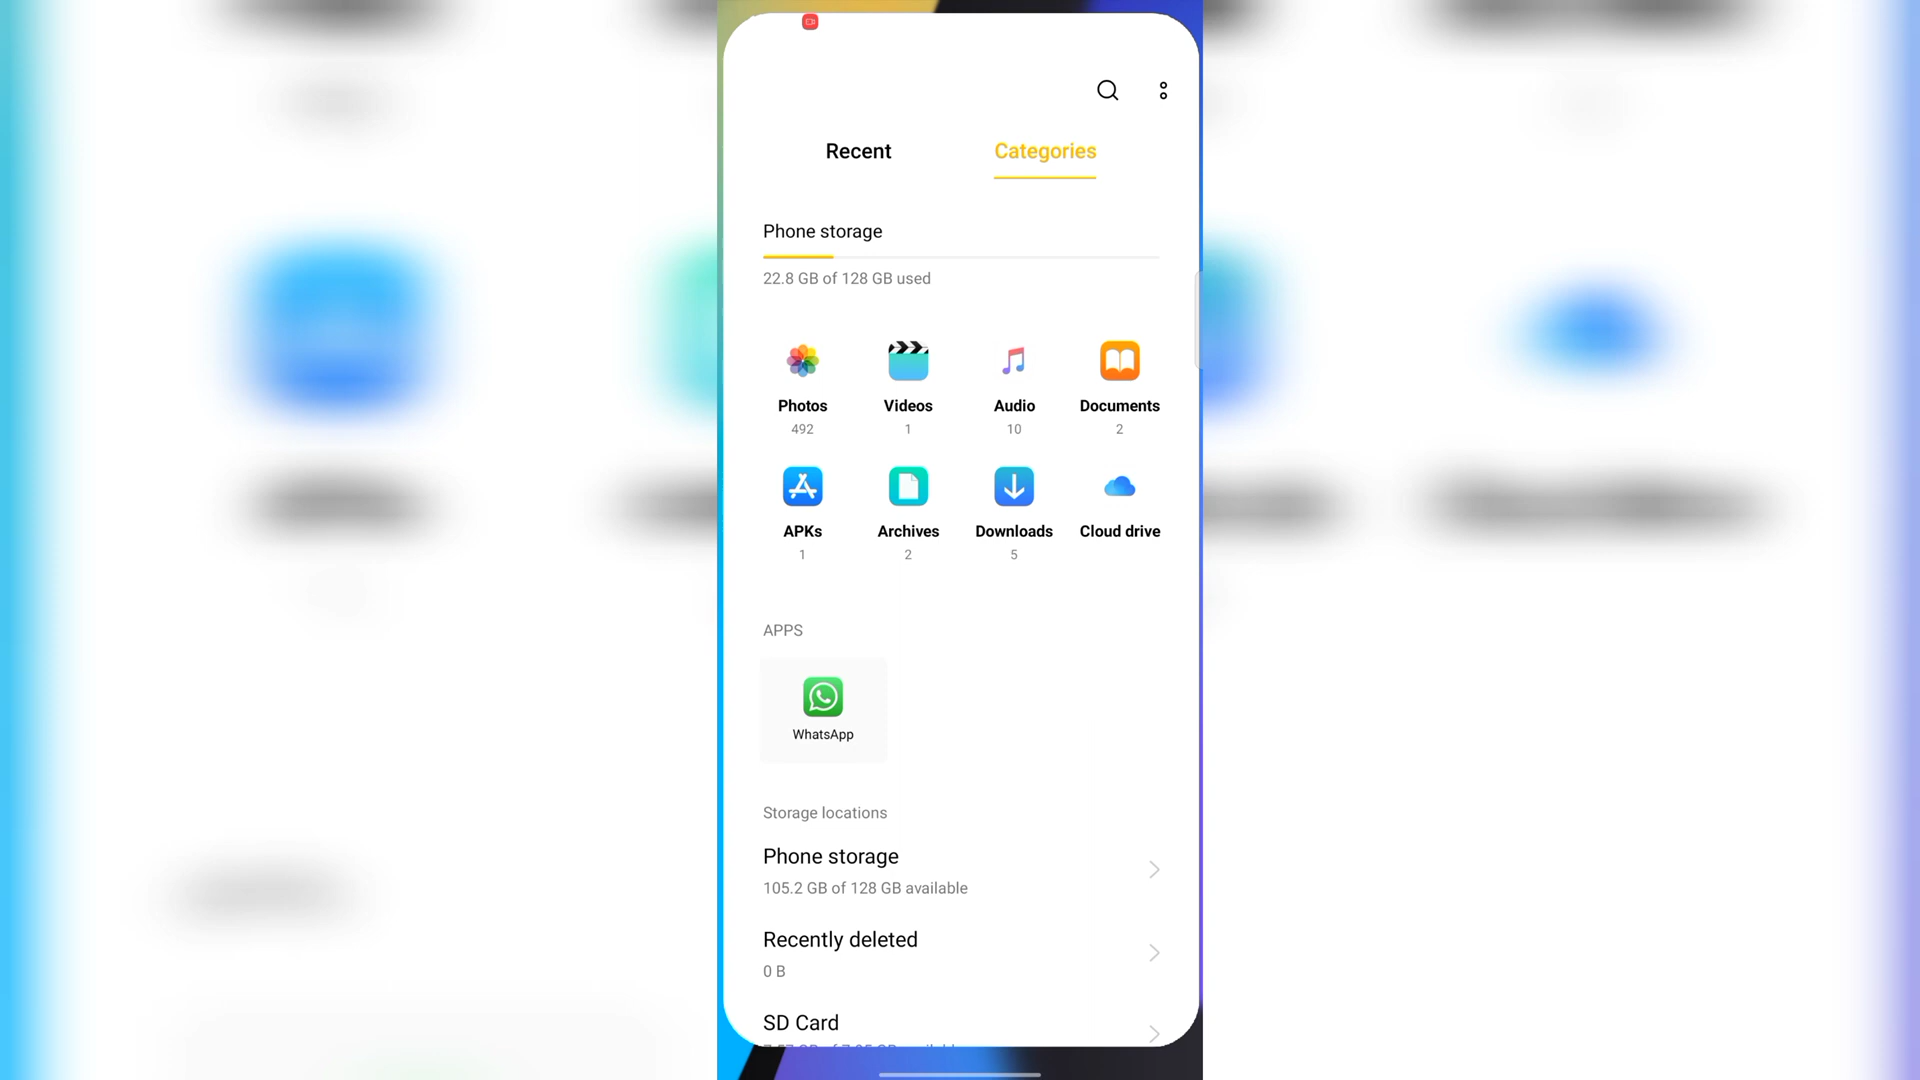 Recent Categories
Phone storage
22.8 GB of 128 GB used
Photos Videos Audio Documents
492 1 10 2
APKs Archives Downloads Cloud drive
1 2 5
APPS
WhatsApp
Storage locations
Phone storage
105.2 GB of 128 GB available
Recently deleted
0 B
SD Card